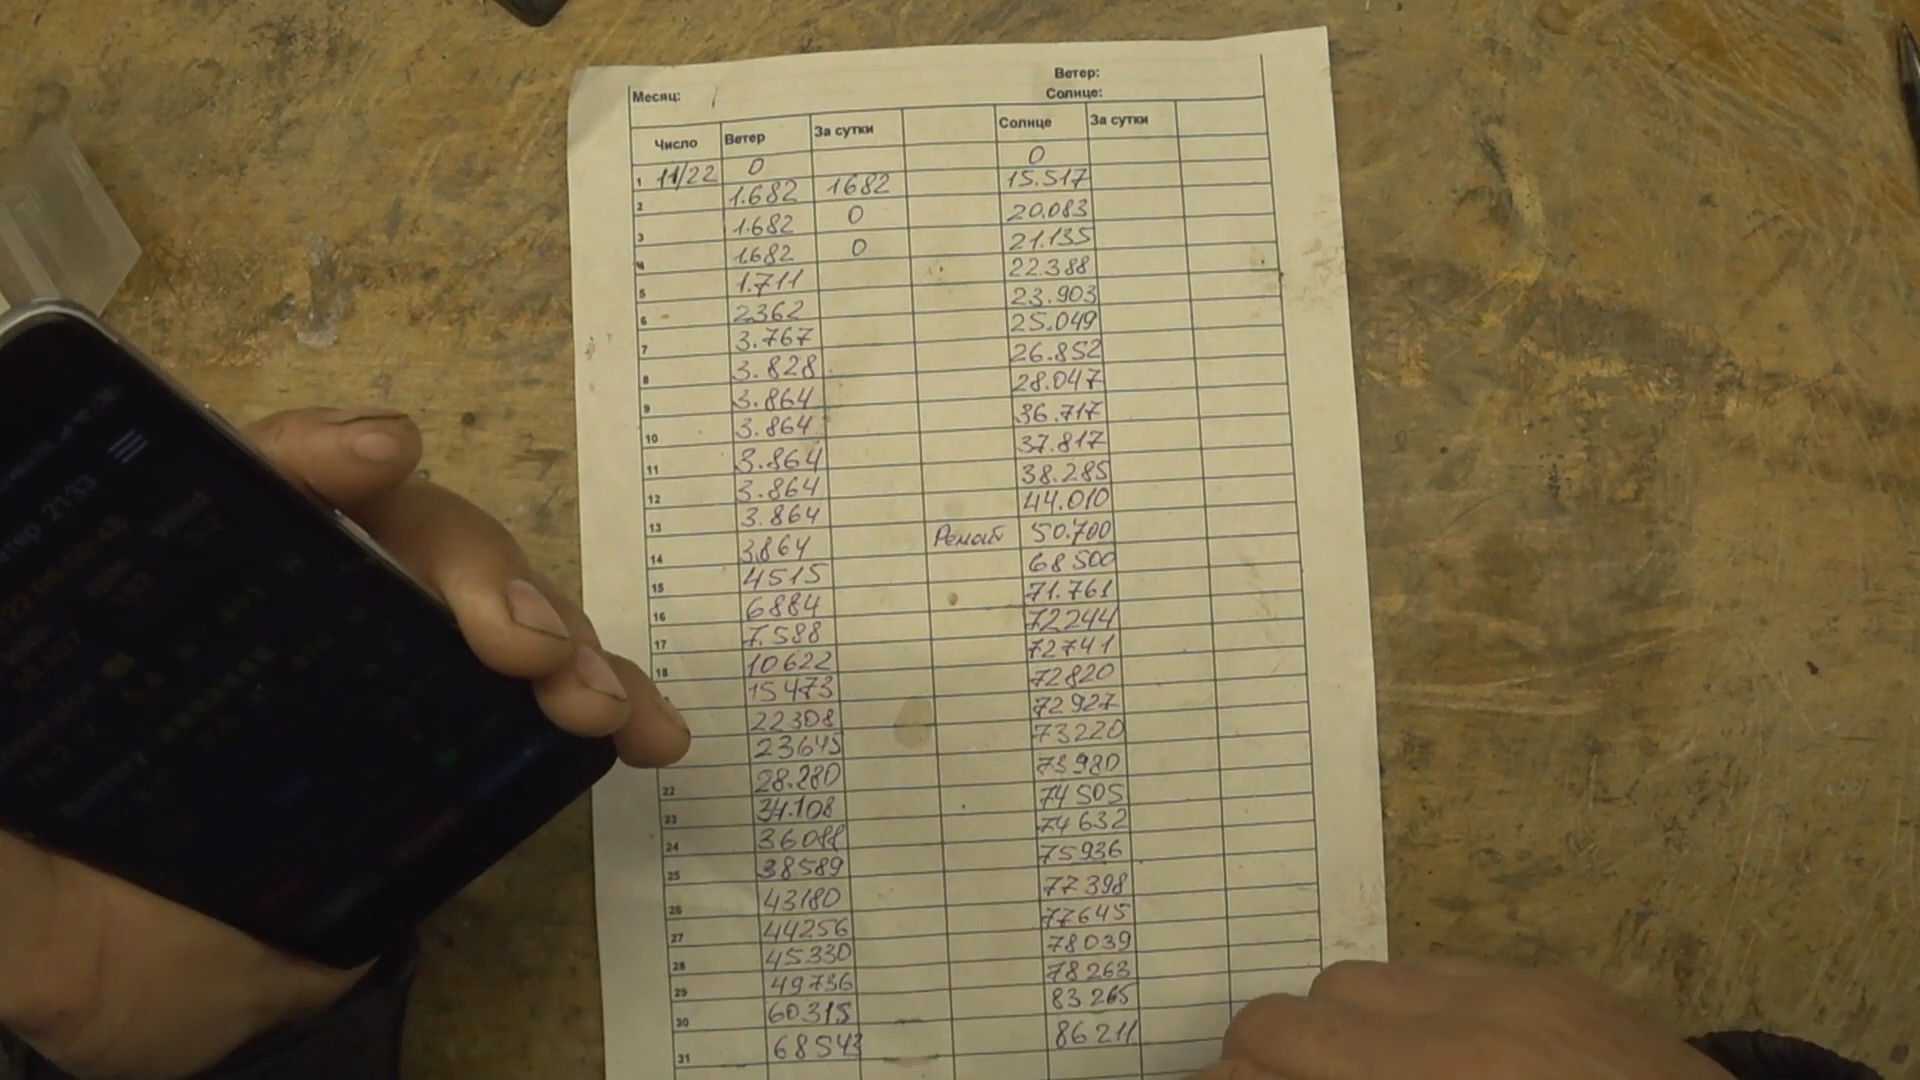 Ветер:
Месяц: Солнце:
Число Ветер За сутки Солнце За сутки
1 11/22 0 0
2 1.682 1682 15.517
3 1.682 0 20.083
4 1.682 0 21.135
5 1.711 22.388
6 2362 23.903
7 3.767 25.049
8 3.828 26.852
9 3.864 28.047
10 3.864 36.717
11 3.864 37.817
12 3.864 38.285
13 3.864 44.010
14 3.864 Ремонт 50.700
15 4515 68500
16 6884 71.761
17 7.588 72244
18 10622 72741
15473 72820
22308 72927
23645 73220
22 28.280 73980
23 34.108 74505
24 36088 74632
25 38589 75936
26 43180 77398
27 44256 77645
28 45330 78039
29 49736 78263
30 60315 83265
31 68543 86211
2133
Battery